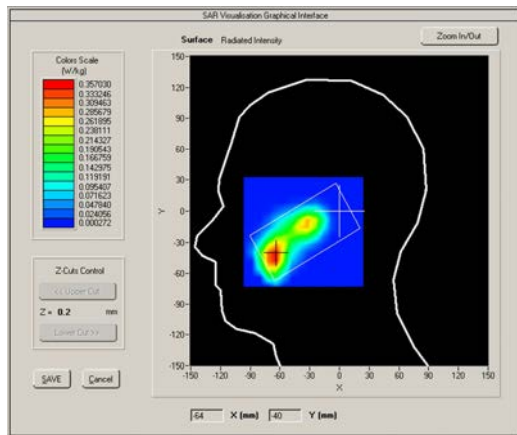 SAR Visualisation Graphical Interface
Surface Radiated Intensity
Zoom In/Out
Colors Scale
(W/kg)
0.357030
0.333246
0.309463
0.285679
0.261895
0.238111
0.214327
0.190543
0.166759
0.142975
0.119191
0.095407
0.071623
0.047840
0.024056
0.000272
Z-Cuts Control
<< Upper Cut
Z = 0.2 mm
Lower Cut >>
SAVE Cancel
150
120
90
60
30
0
-30
-60
-90
-120
-150
Y
-150 -120 -90 -60 -30 0 30 60 90 120 150
X
-64 X (mm) -40 Y (mm)